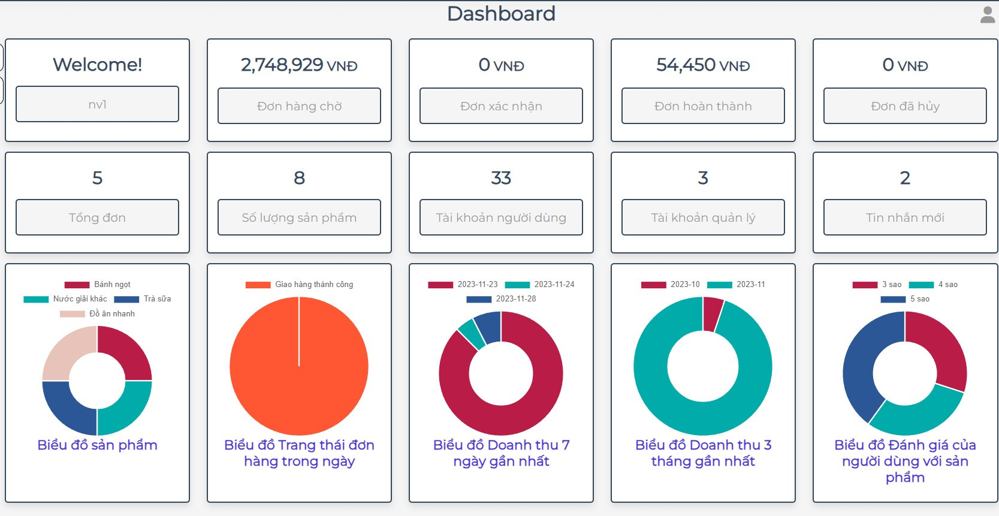 Dashboard
Welcome!
nv1
2,748,929 VNĐ
Đơn hàng chờ
0 VNĐ
Đơn xác nhận
54,450 VNĐ
Đơn hoàn thành
0 VNĐ
Đơn đã hủy
5
Tổng đơn
8
Số lượng sản phẩm
33
Tài khoản người dùng
3
Tài khoản quản lý
2
Tin nhắn mới
Bánh ngọt
Nước giải khác Trà sữa
Đồ ăn nhanh
Biểu đồ sản phẩm
Giao hàng thành công
Biểu đồ Trang thái đơn
hàng trong ngày
2023-11-23 2023-11-24
2023-11-28
Biểu đồ Doanh thu 7
ngày gần nhất
2023-10 2023-11
Biểu đồ Doanh thu 3
tháng gần nhất
3 sao 4 sao
5 sao
Biểu đồ Đánh giá của
người dùng với sản
phẩm